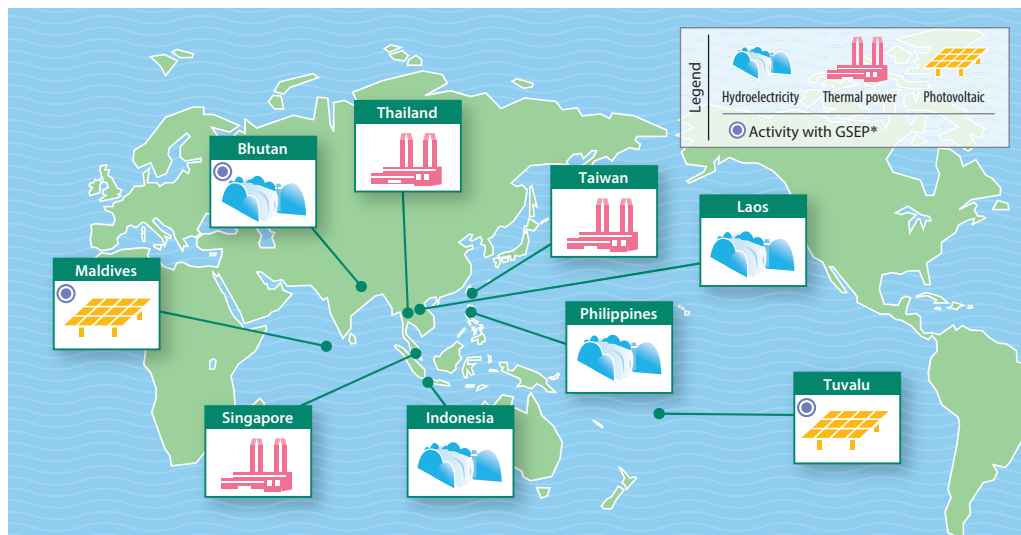 Legend
Hydroelectricity
Thermal power
Photovoltaic
Activity with GSEP*
Thailand
Bhutan
Taiwan
Laos
Maldives
Philippines
Tuvalu
Singapore
Indonesia